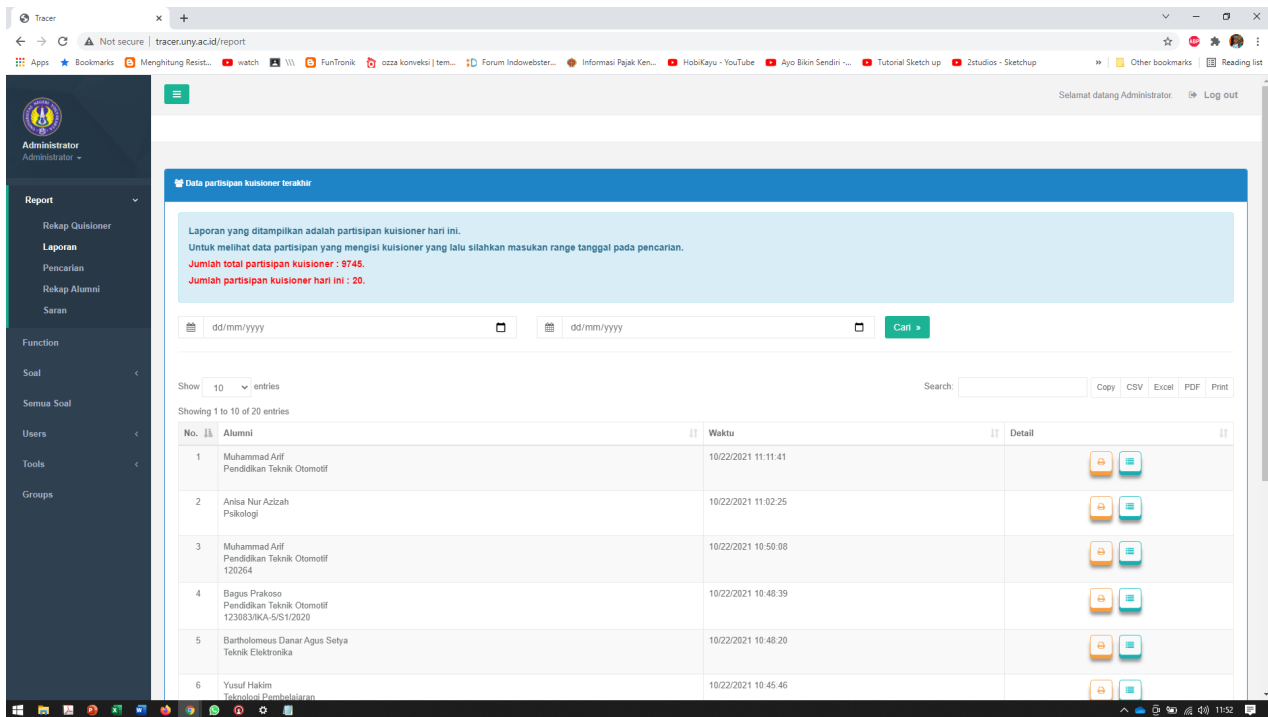 Tracer
Not secure | tracer.uny.ac.id/report
Apps Bookmarks Menghitung Resist... watch \\\ FunTronik ozza konveksi | tem... Forum Indowebster... Informasi Pajak Ken... HobiKayu - YouTube Ayo Bikin Sendiri -... Tutorial Sketch up 2studios - Sketchup » Other bookmarks Reading list
Selamat datang Administrator. Log out
Administrator
Administrator
Report
Rekap Quisioner
Laporan
Pencarian
Rekap Alumni
Saran
Function
Soal
Semua Soal
Users
Tools
Groups
Data partisipan kuisioner terakhir
Laporan yang ditampilkan adalah partisipan kuisioner hari ini.
Untuk melihat data partisipan yang mengisi kuisioner yang lalu silahkan masukan range tanggal pada pencarian.
Jumlah total partisipan kuisioner : 9745.
Jumlah partisipan kuisioner hari ini : 20.
dd/mm/yyyy dd/mm/yyyy Cari »
Show 10 entries Search: Copy CSV Excel PDF Print
Showing 1 to 10 of 20 entries
No. Alumni Waktu Detail
1 Muhammad Arif 10/22/2021 11:11:41
Pendidikan Teknik Otomotif
2 Anisa Nur Azizah 10/22/2021 11:02:25
Psikologi
3 Muhammad Arif 10/22/2021 10:50:08
Pendidikan Teknik Otomotif
120264
4 Bagus Prakoso 10/22/2021 10:48:39
Pendidikan Teknik Otomotif
123083/IKA-5/S1/2020
5 Bartholomeus Danar Agus Setya 10/22/2021 10:48:20
Teknik Elektronika
6 Yusuf Hakim 10/22/2021 10:45:46
Teknologi Pembelajaran
11:52